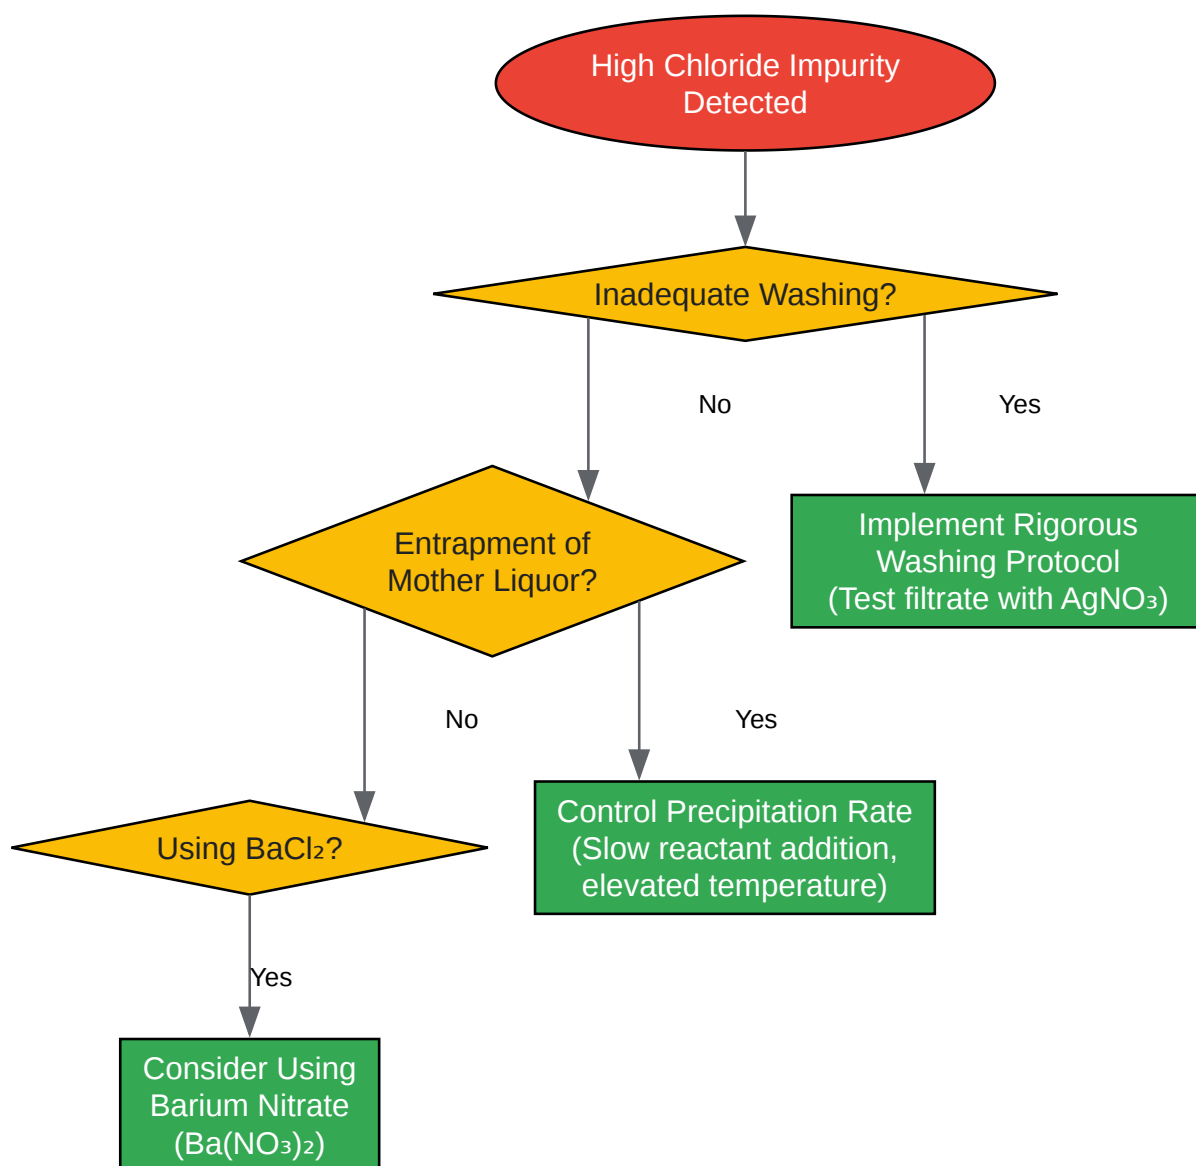 High Chloride Impurity
Detected
Inadequate Washing?
No
Yes
Entrapment of
Mother Liquor?
Implement Rigorous
Washing Protocol
(Test filtrate with AgNO₃)
No
Yes
Using BaCl₂?
Control Precipitation Rate
(Slow reactant addition,
elevated temperature)
Yes
Consider Using
Barium Nitrate
(Ba(NO₃)₂)